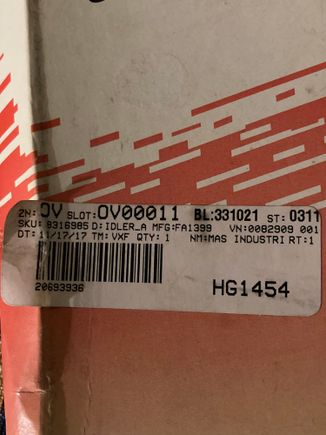 ZN: OV SLOT: OV00011 BL:331021 ST: 0311
SKU: 8316985 D: IDLER_A MFG:FA1399 VN:0082909 001
DT: 11/17/17 TM: VXF QTY: 1 NM:MAS INDUSTRI RT:1
20693936
HG1454